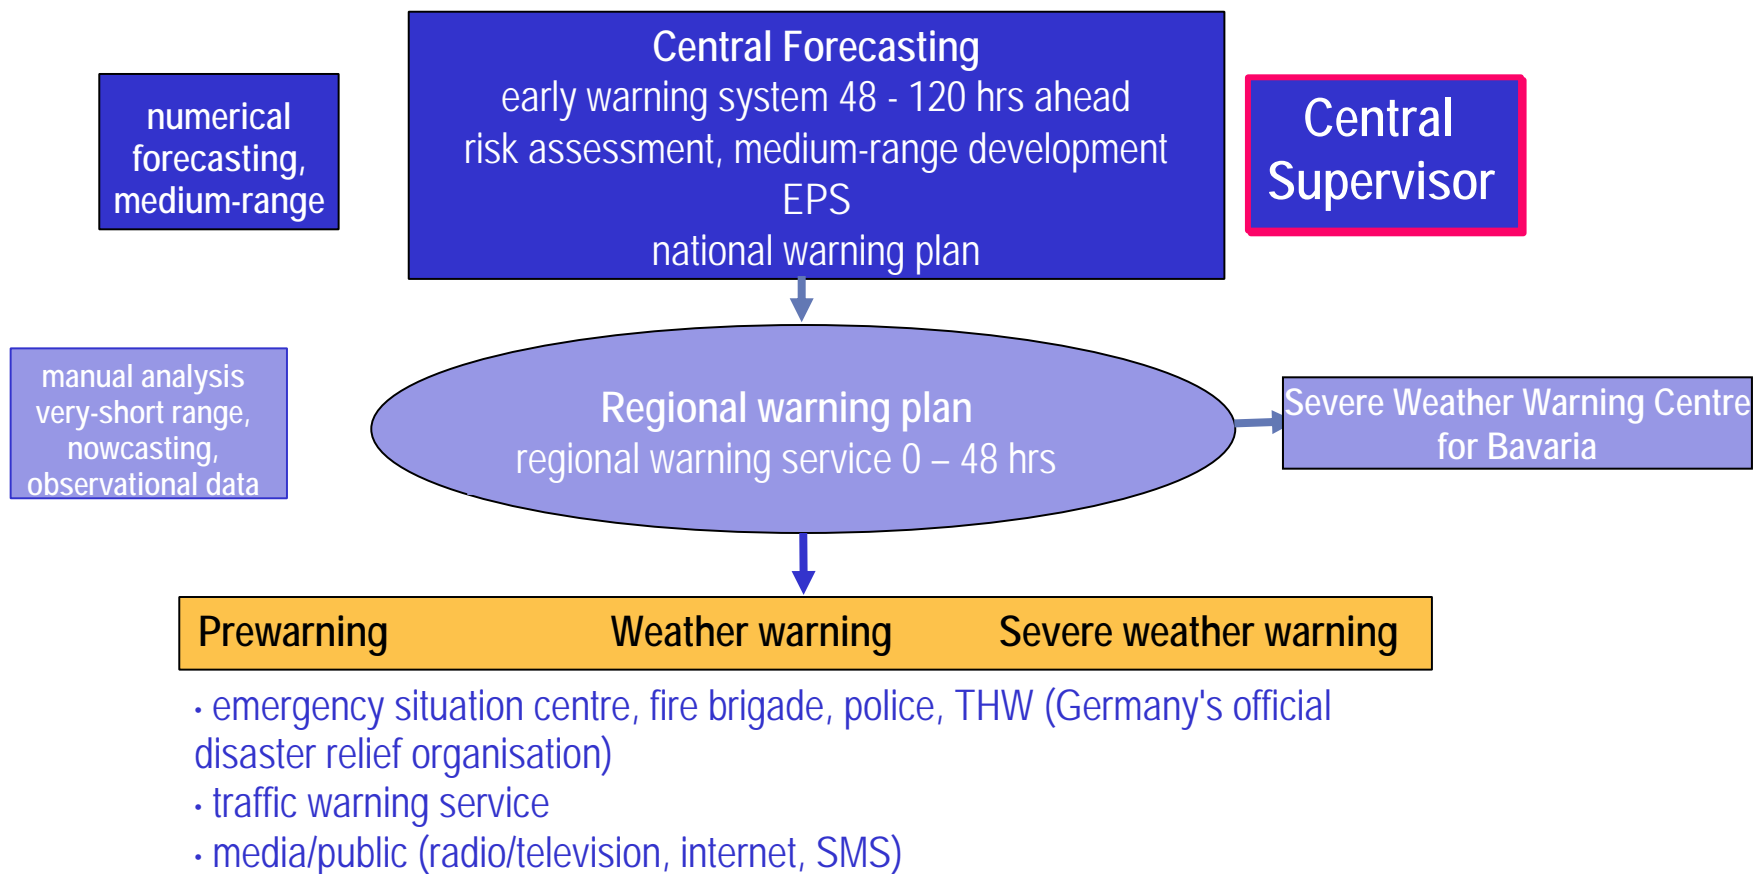 Central Forecasting
early warning system 48 - 120 hrs ahead
risk assessment, medium-range development
EPS
national warning plan
numerical
forecasting,
medium-range
Central
Supervisor
manual analysis
very-short range,
nowcasting,
observational data
Regional warning plan
regional warning service 0 – 48 hrs
Severe Weather Warning Centre
for Bavaria
Prewarning Weather warning Severe weather warning
· emergency situation centre, fire brigade, police, THW (Germany's official
disaster relief organisation)
· traffic warning service
· media/public (radio/television, internet, SMS)